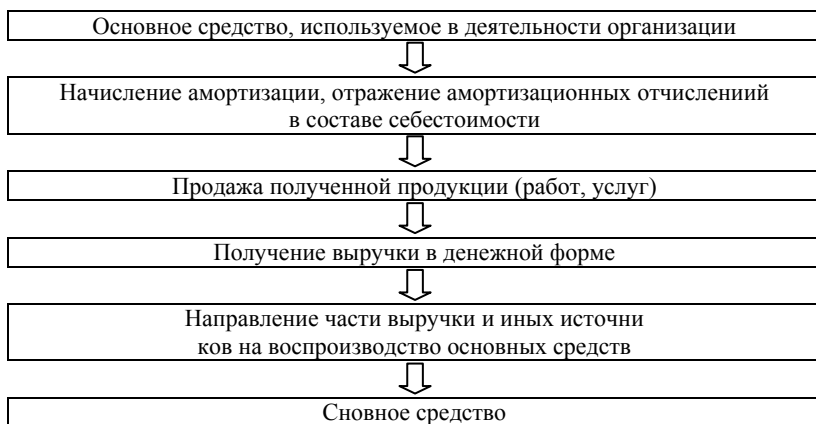 Основное средство, используемое в деятельности организации
Начисление амортизации, отражение амортизационных отчислениий
в составе себестоимости
Продажа полученной продукции (работ, услуг)
Получение выручки в денежной форме
Направление части выручки и иных источни
ков на воспроизводство основных средств
Сновное средство